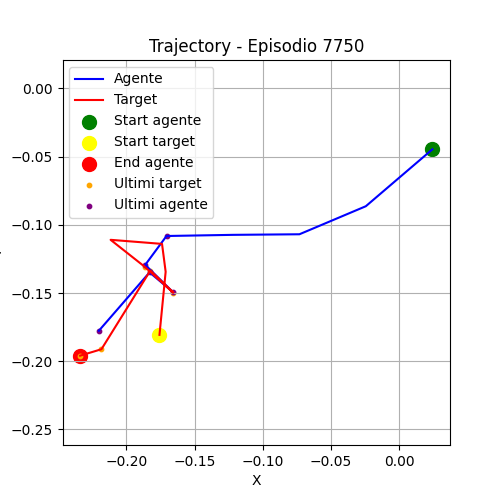 Trajectory - Episodio 7750
Agente
Target
Start agente
Start target
End agente
Ultimi target
Ultimi agente
0.00
−0.05
−0.10
−0.15
−0.20
−0.25
−0.20
−0.15
−0.10
−0.05
0.00
X